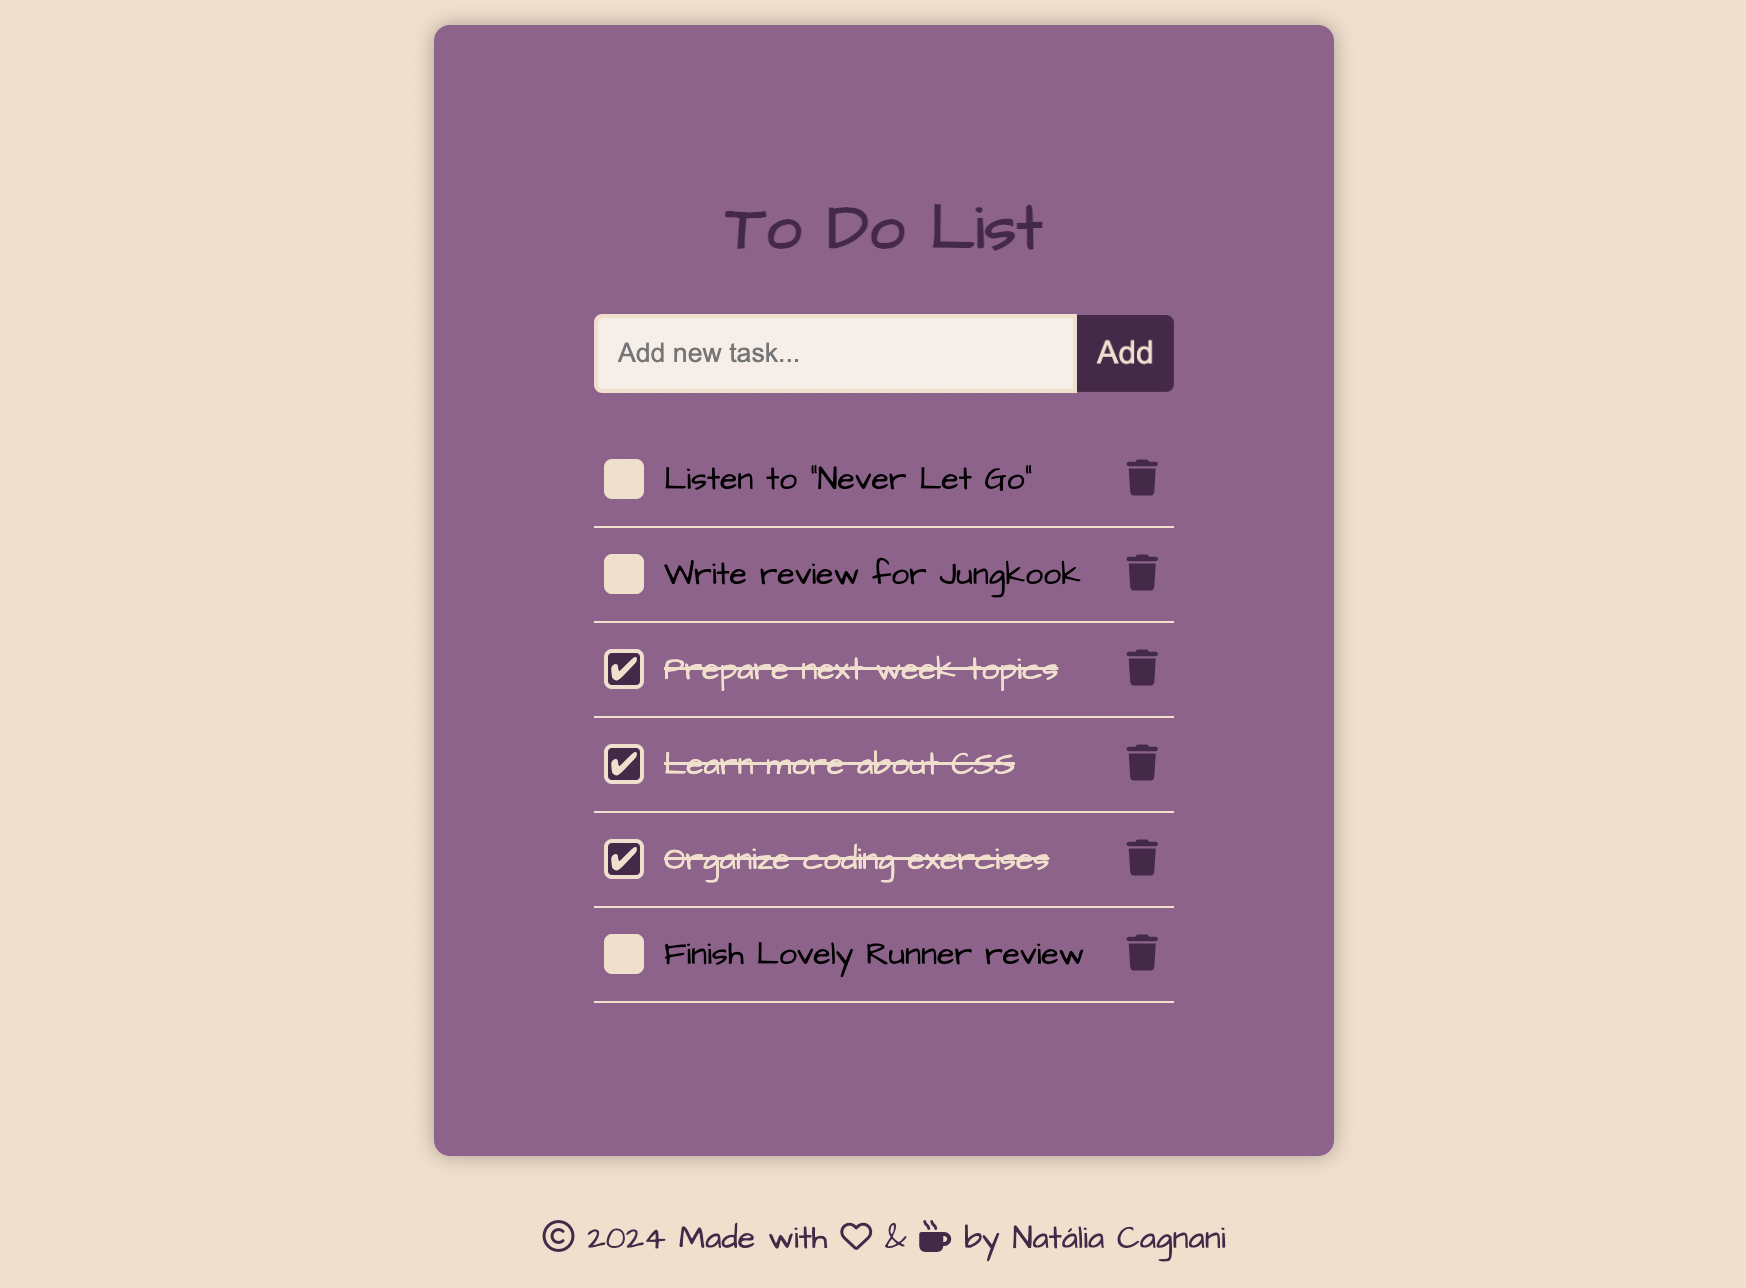 To Do List
Add new task...
Add
Listen to "Never Let Go"
Write review for Jungkook
Prepare next week topics
Learn more about CSS
Organize coding exercises
Finish Lovely Runner review
© 2024 Made with & by Natália Cagnani